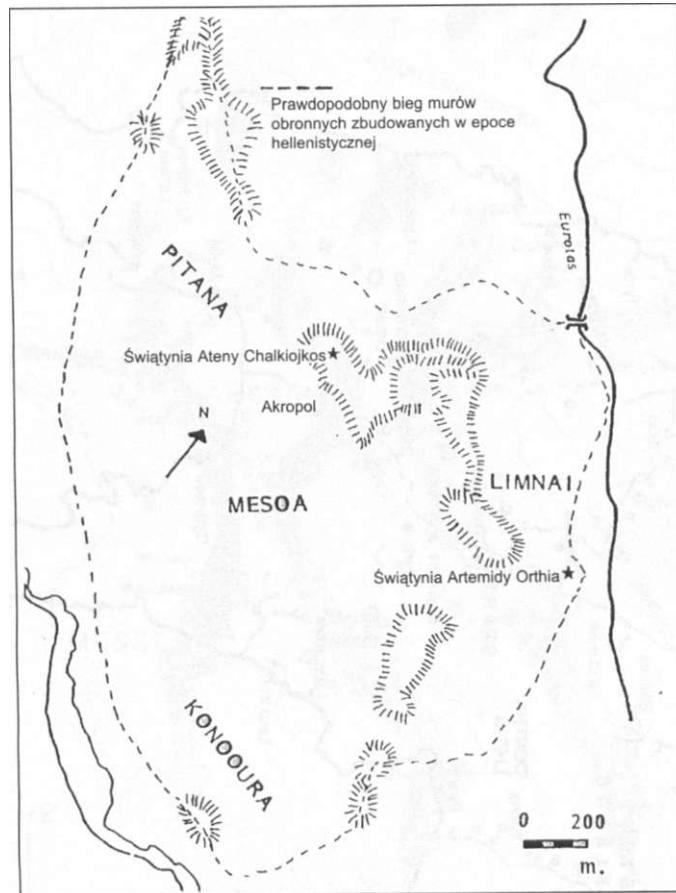 Prawdopodobny bieg murów
obronnych zbudowanych w epoce
hellenistycznej
Eurotas
PITANA
Świątynia Ateny Chalkiojkos
Akropol
N
MESOA
LIMNAI
Świątynia Artemidy Orthia
KONOOURA
0 200
m.